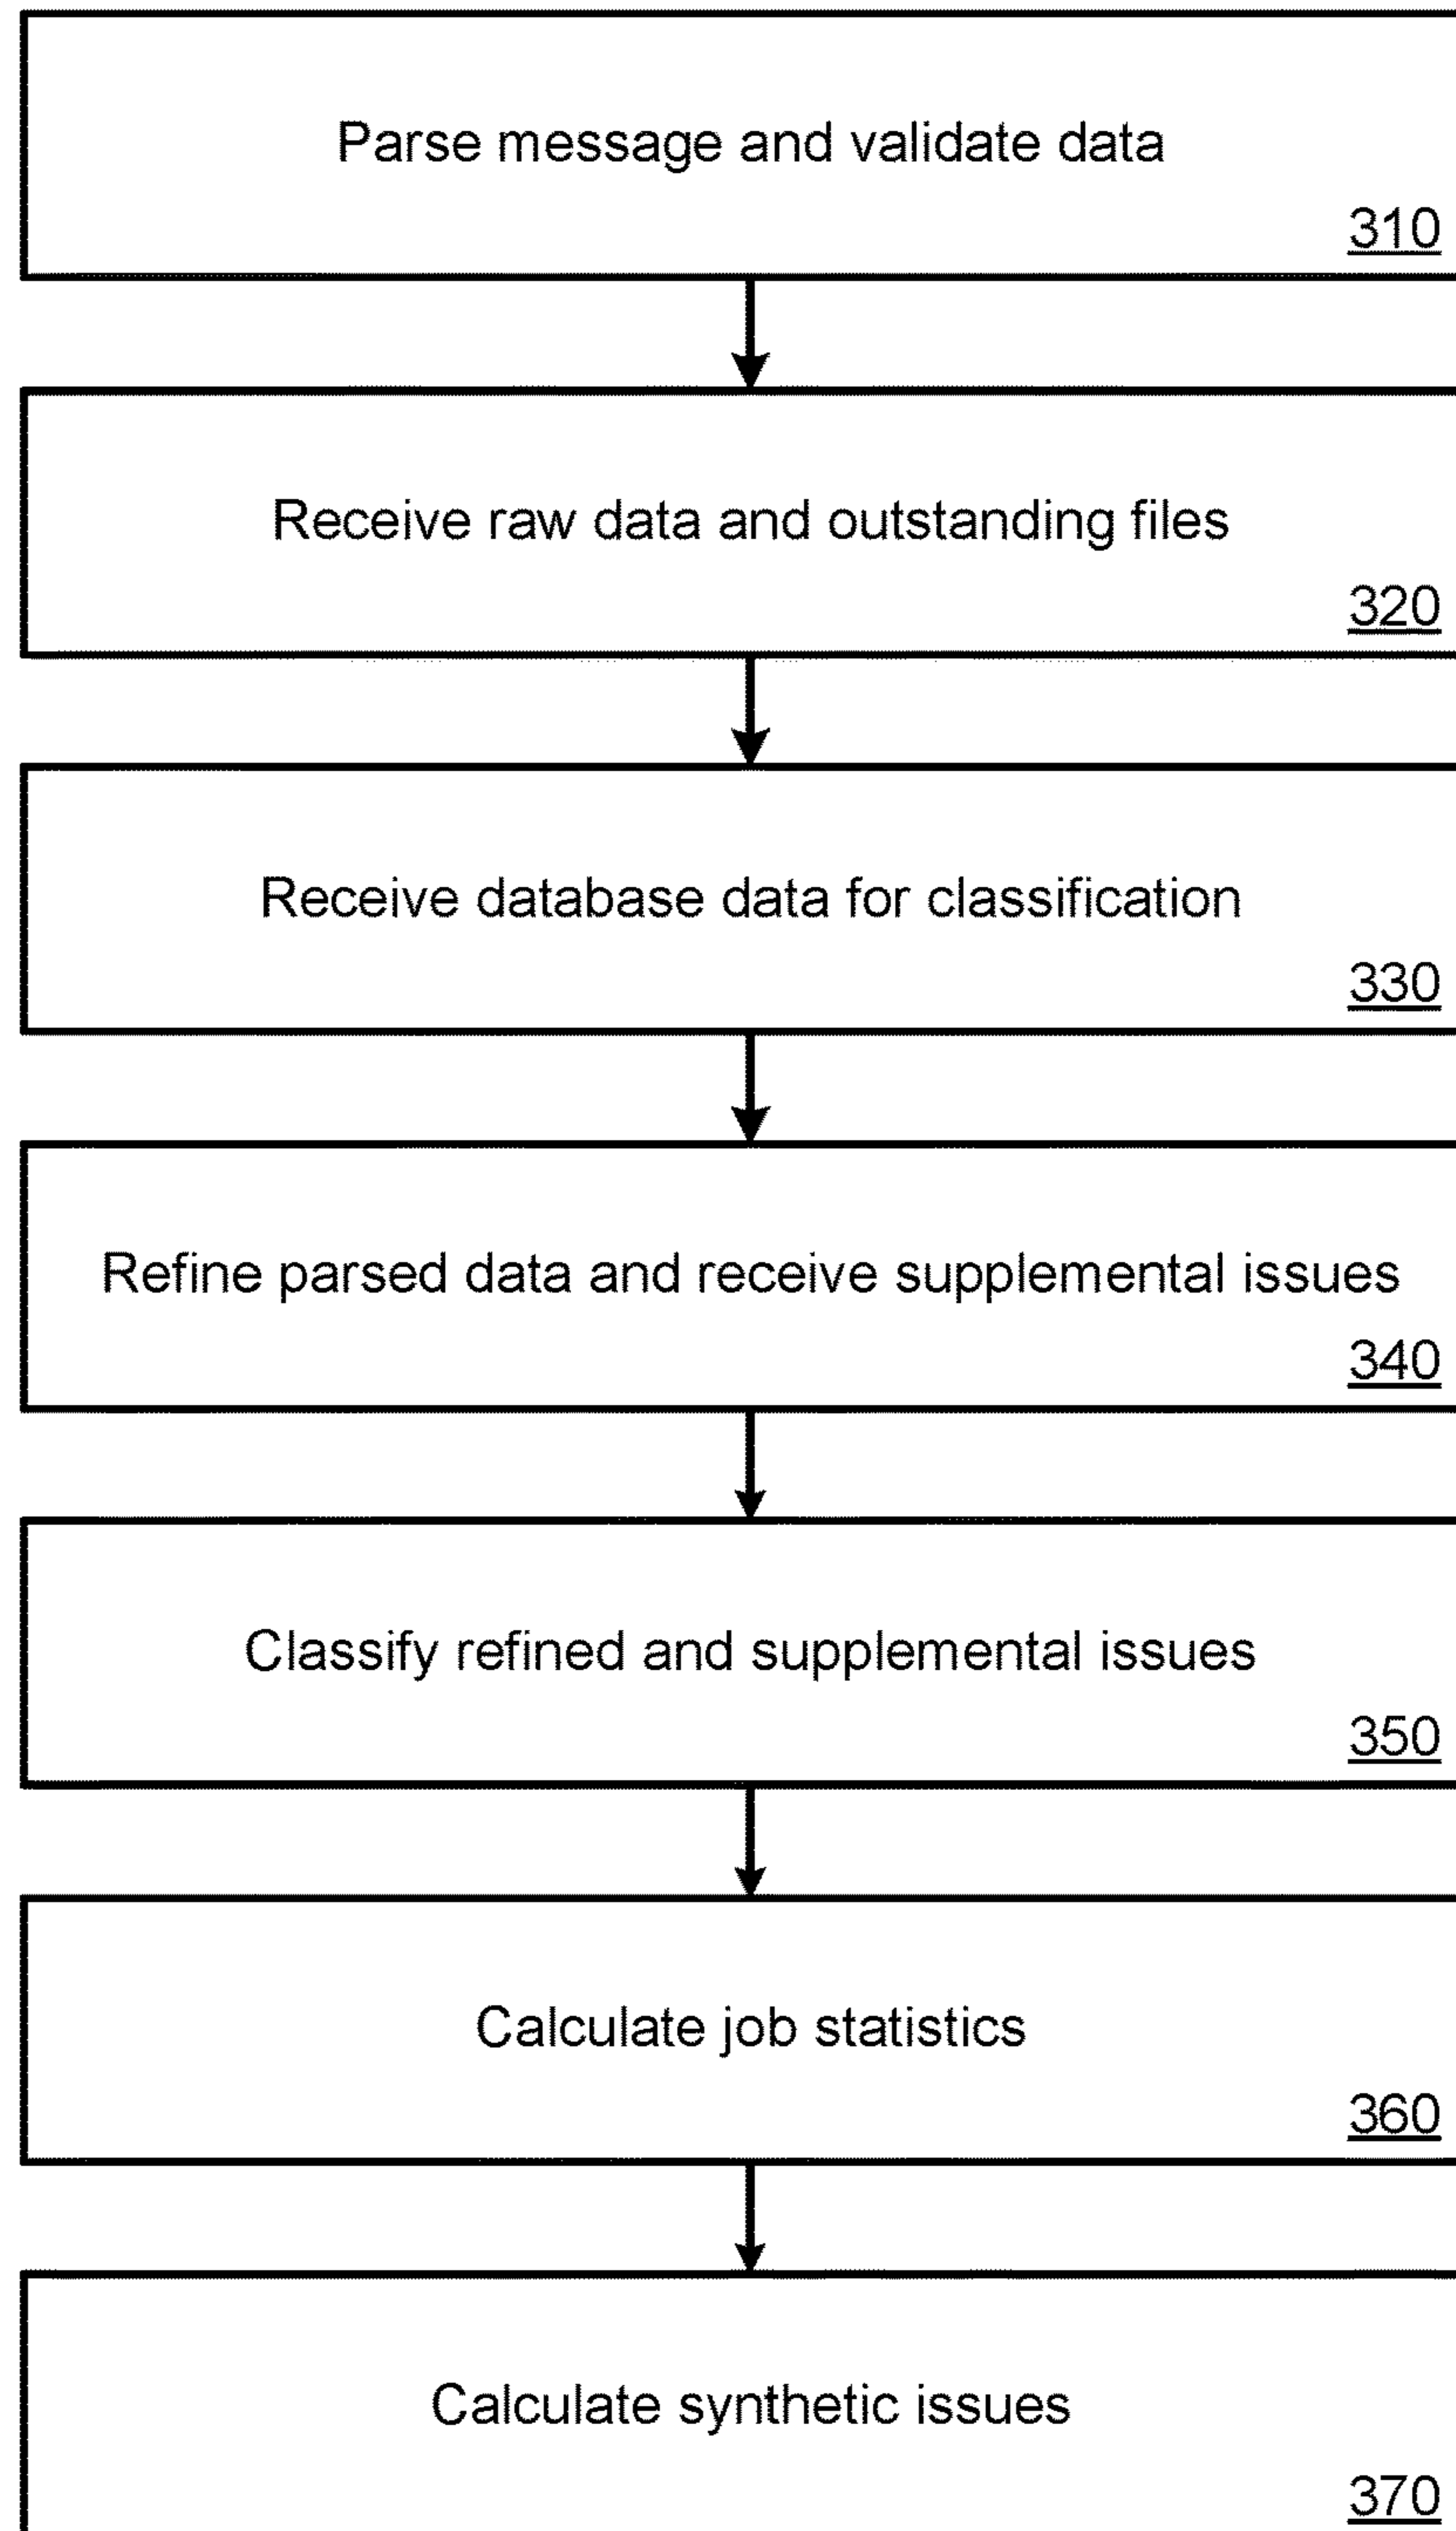 Parse message and validate data
310
Receive raw data and outstanding files
320
Receive database data for classification
330
Refine parsed data and receive supplemental issues
340
Classify refined and supplemental issues
350
Calculate job statistics
360
Calculate synthetic issues
370